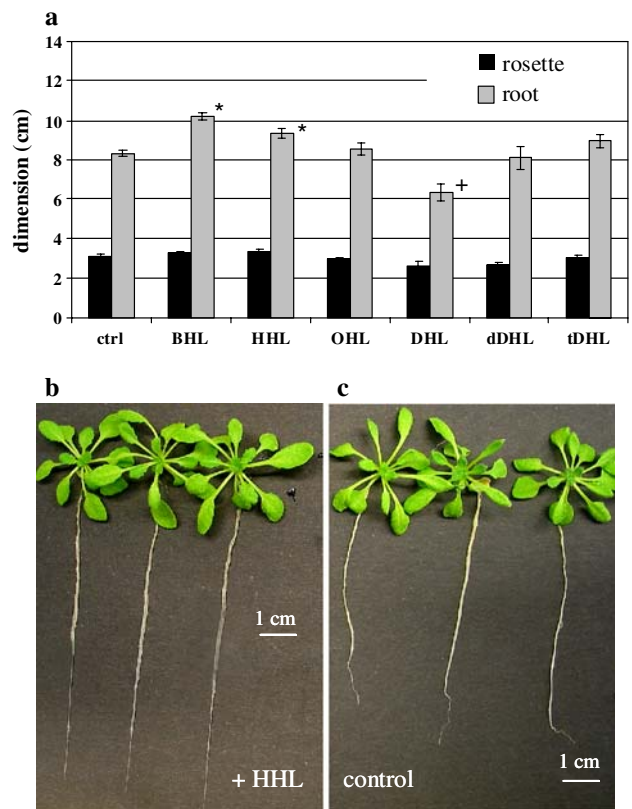 a
14
12
10
8
6
4
2
0
dimension (cm)
rosette
root
*
*
+
ctrl BHL HHL OHL DHL dDHL tDHL
b c
1 cm
+ HHL
control
1 cm